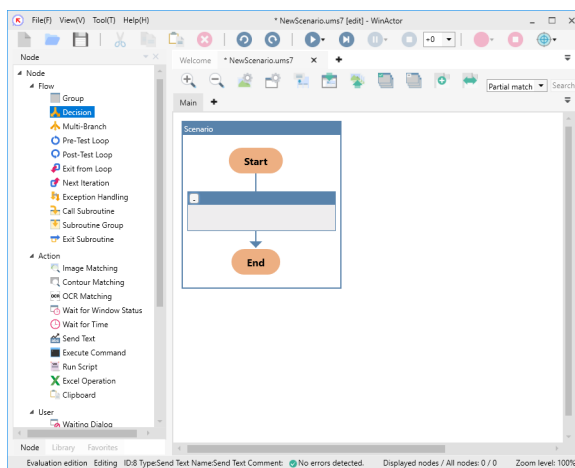 File(F) View(V) Tool(T) Help(H) * NewScenario.ums7 [edit] - WinActor
+0
Node
Welcome * NewScenario.ums7 x +
Node
Flow
Group
Decision
Multi-Branch
Pre-Test Loop
Post-Test Loop
Exit from Loop
Next Iteration
Exception Handling
Call Subroutine
Subroutine Group
Exit Subroutine
Action
Image Matching
Contour Matching
OCR OCR Matching
Wait for Window Status
Wait for Time
Send Text
Execute Command
Run Script
Excel Operation
Clipboard
User
Waiting Dialog
Node Library Favorites
Partial match Search
Main +
Scenario
Start
-
End
Evaluation edition Editing ID:8 Type:Send Text Name:Send Text Comment: No errors detected. Displayed nodes / All nodes: 0 / 0 Zoom level: 100%